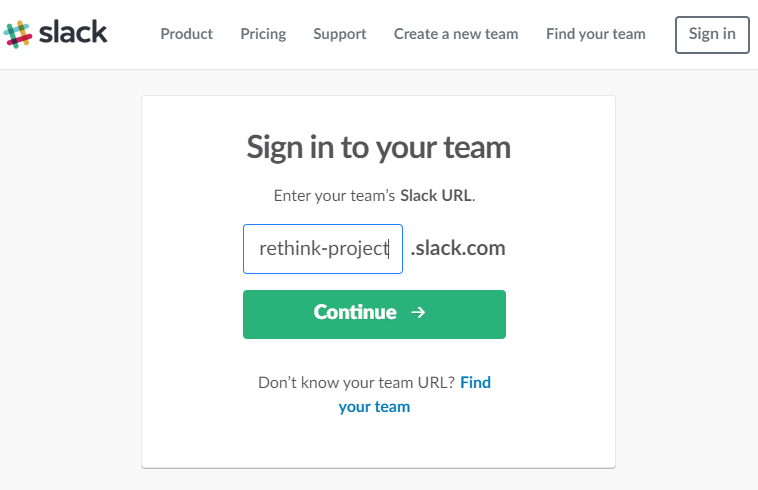 slack Product Pricing Support Create a new team Find your team Sign in
Sign in to your team
Enter your team's Slack URL.
rethink-project .slack.com
Continue →
Don't know your team URL? Find
your team